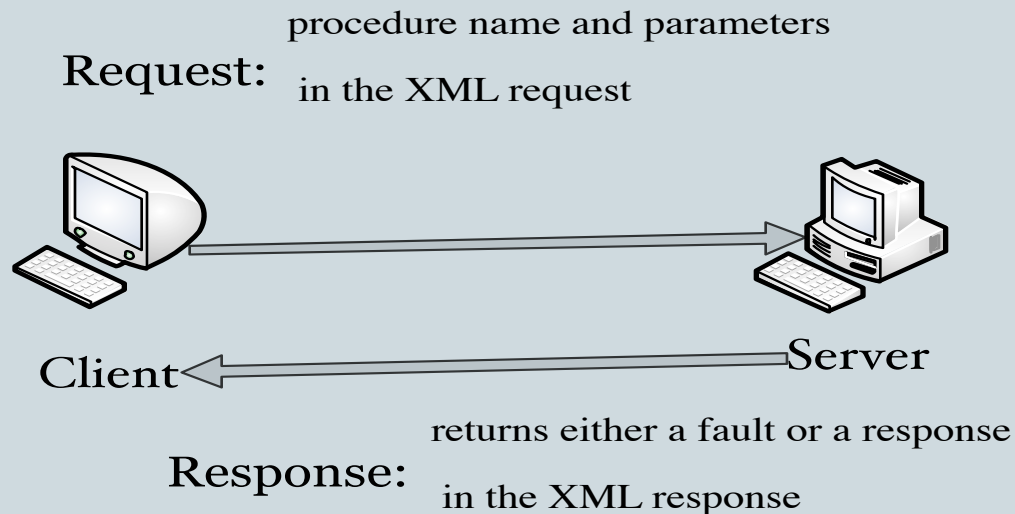 procedure name and parameters
Request:
in the XML request
Client
Server
returns either a fault or a response
Response:
in the XML response